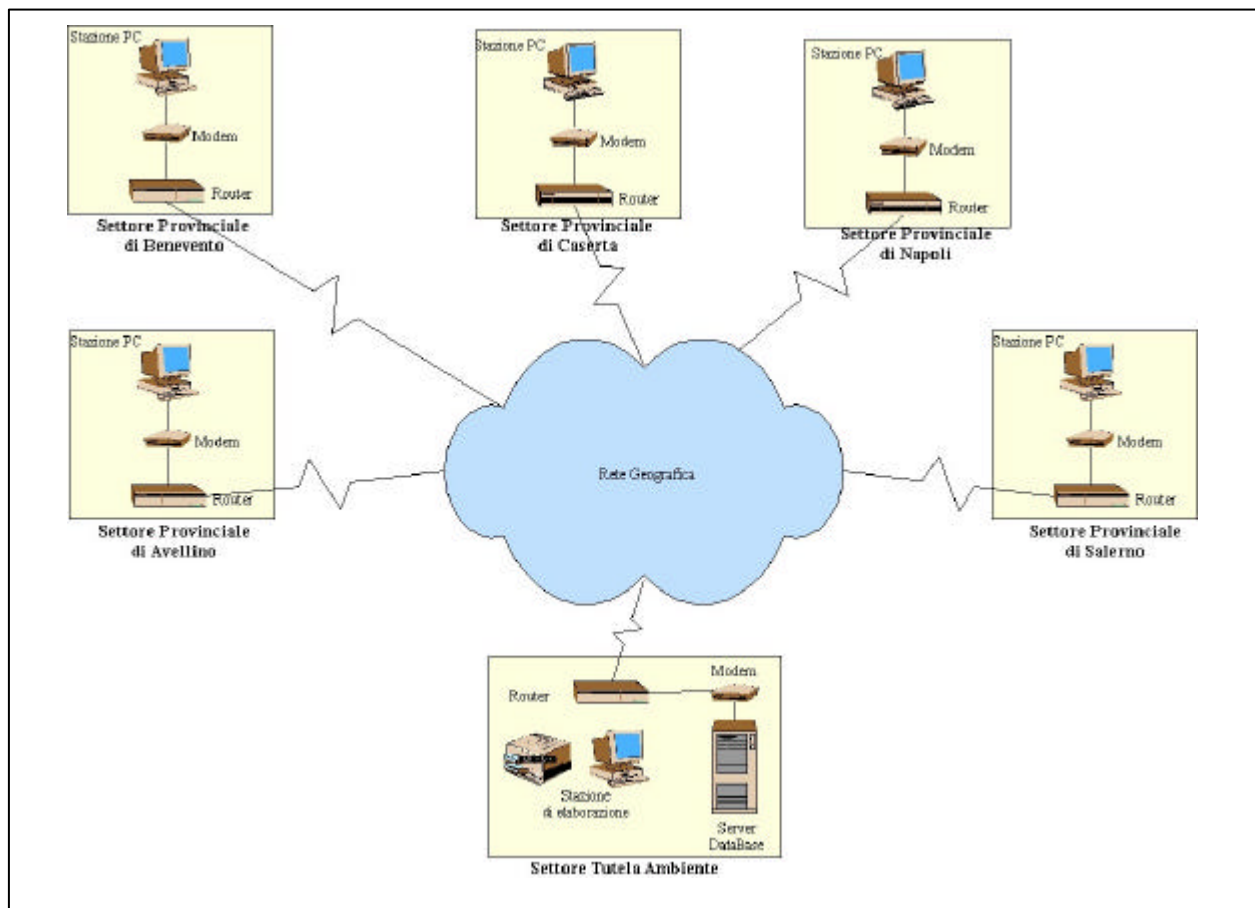 Stazione PC
Modem
Router
Settore Provinciale
di Benevento
Stazione PC
Modem
Router
Settore Provinciale
di Caserta
Stazione PC
Modem
Router
Settore Provinciale
di Napoli
Stazione PC
Modem
Router
Settore Provinciale
di Avellino
Rete Geografica
Stazione PC
Modem
Router
Settore Provinciale
di Salerno
Modem
Router
Stazione
di elaborazione
Server
DataBase
Settore Tutela Ambiente